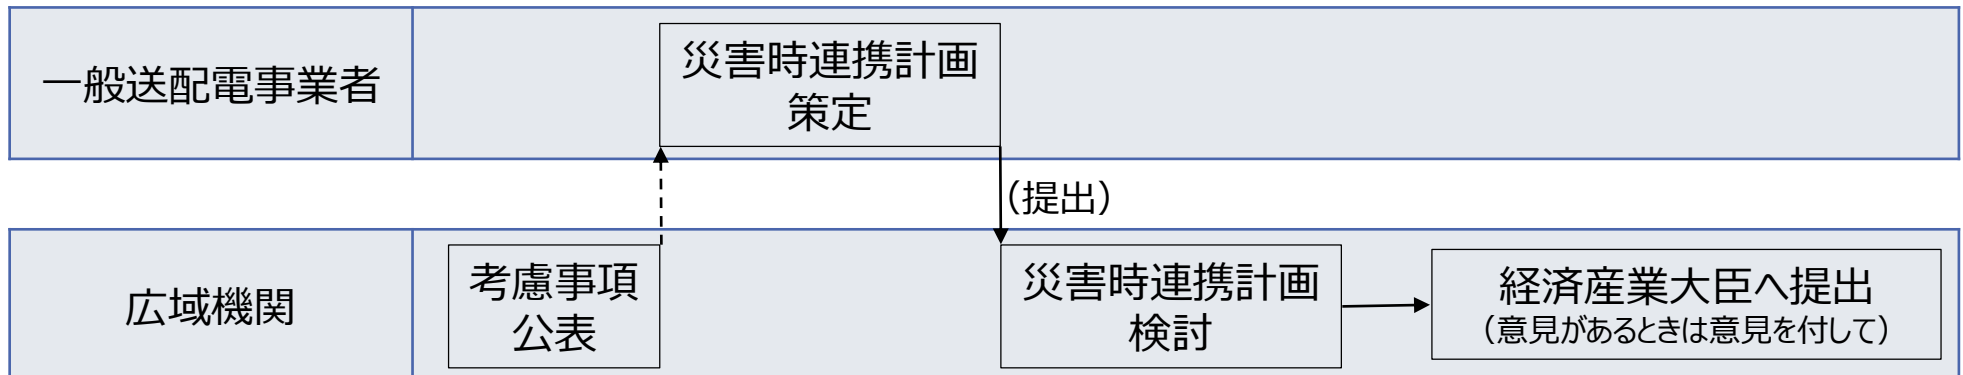 一般送配電事業者
災害時連携計画
策定
（提出）
広域機関
考慮事項
公表
災害時連携計画
検討
経済産業大臣へ提出
（意見があるときは意見を付して）